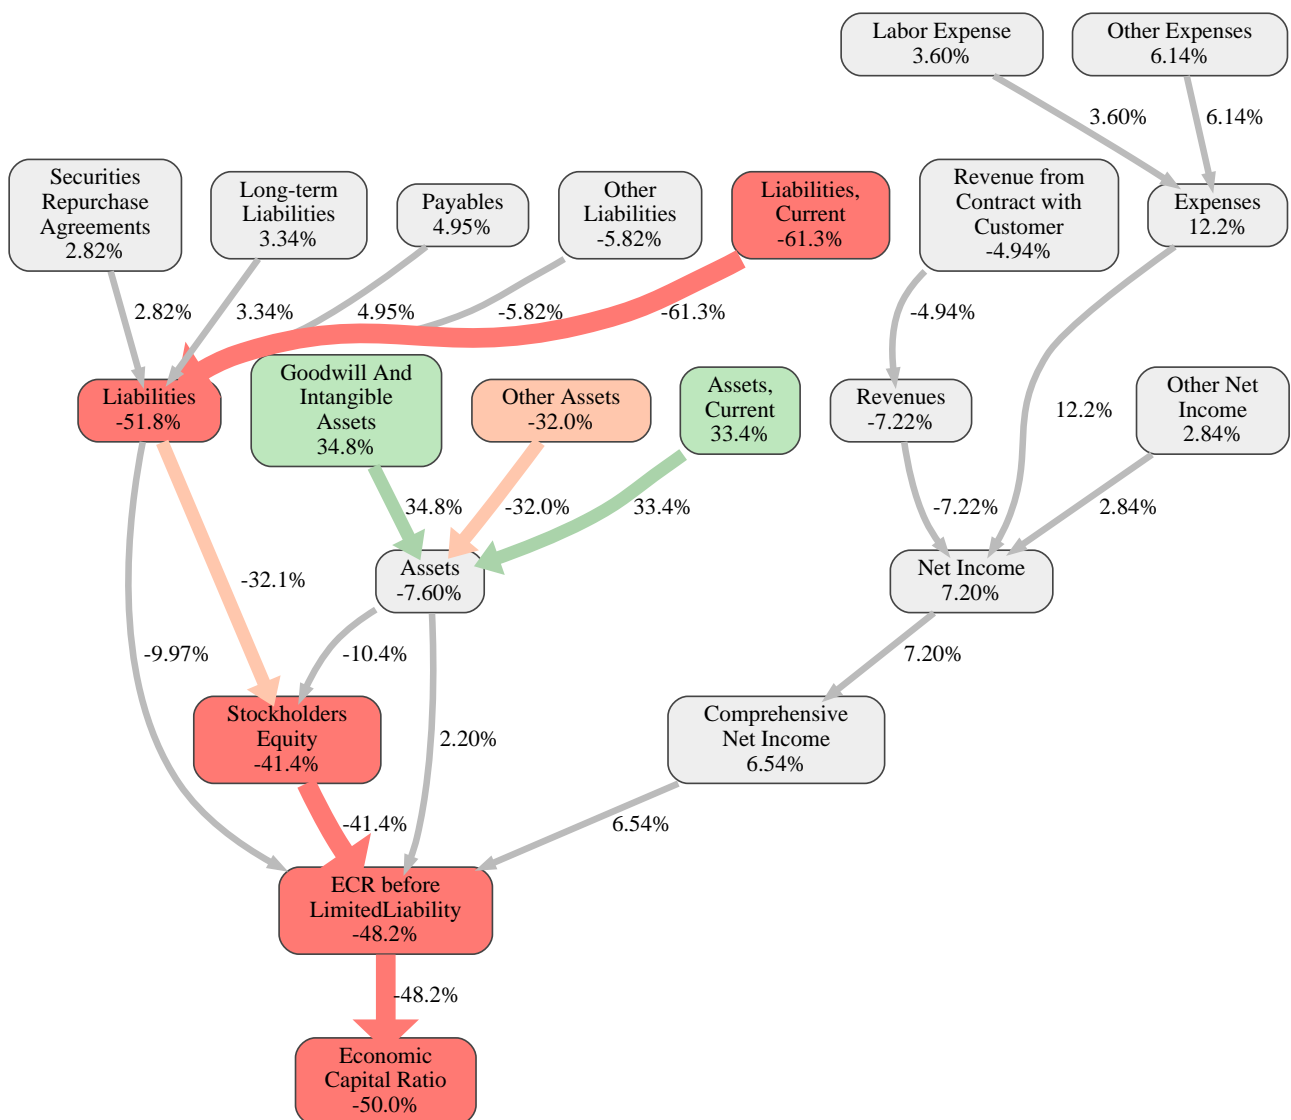 Labor Expense
3.60%
Other Expenses
6.14%
3.60%
6.14%
Securities
Repurchase
Agreements
2.82%
Long-term
Liabilities
3.34%
Payables
4.95%
Other
Liabilities
-5.82%
Liabilities,
Current
-61.3%
Revenue from
Contract with
Customer
-4.94%
Expenses
12.2%
2.82%
3.34%
4.95%
-5.82%
-61.3%
-4.94%
Liabilities
-51.8%
Goodwill And
Intangible
Assets
34.8%
Other Assets
-32.0%
Assets,
Current
33.4%
Revenues
-7.22%
12.2%
Other Net
Income
2.84%
34.8%
-32.0%
33.4%
-7.22%
2.84%
-32.1%
Assets
-7.60%
Net Income
7.20%
-9.97%
-10.4%
7.20%
Stockholders
Equity
-41.4%
2.20%
Comprehensive
Net Income
6.54%
-41.4%
6.54%
ECR before
LimitedLiability
-48.2%
-48.2%
Economic
Capital Ratio
-50.0%